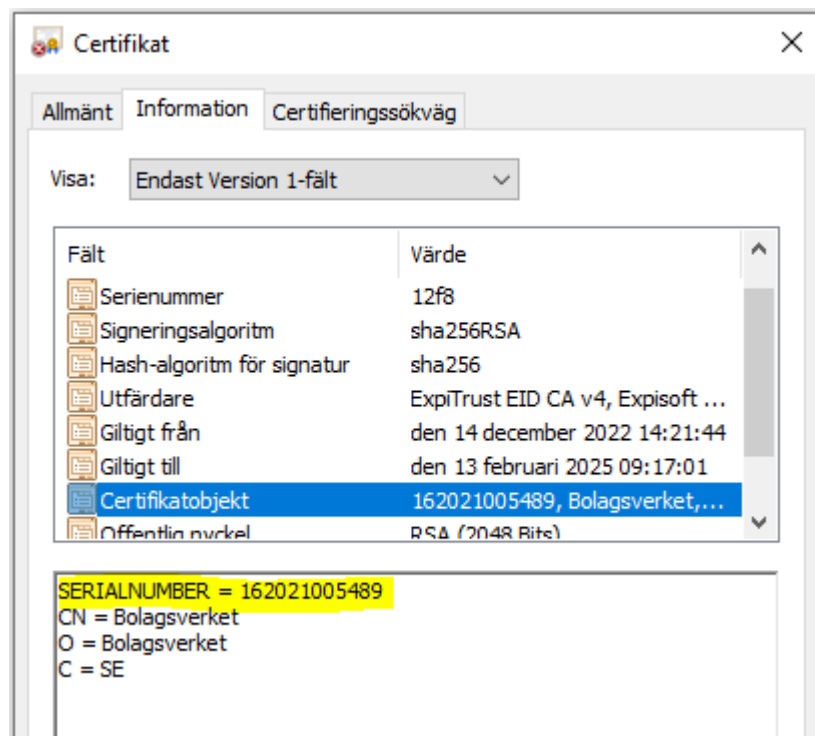 Certifikat
Allmänt Information Certifieringssökväg
Visa: Endast Version 1-fält
Fält Värde
Serienummer 12f8
Signeringsalgoritm sha256RSA
Hash-algoritm för signatur sha256
Utfärdare ExpiTrust EID CA v4, Expisoft ...
Giltigt från den 14 december 2022 14:21:44
Giltigt till den 13 februari 2025 09:17:01
Certifikatobjekt 162021005489, Bolagsverket,...
Offentlig nyckel RSA (2048 Bits)
SERIALNUMBER = 162021005489
CN = Bolagsverket
O = Bolagsverket
C = SE